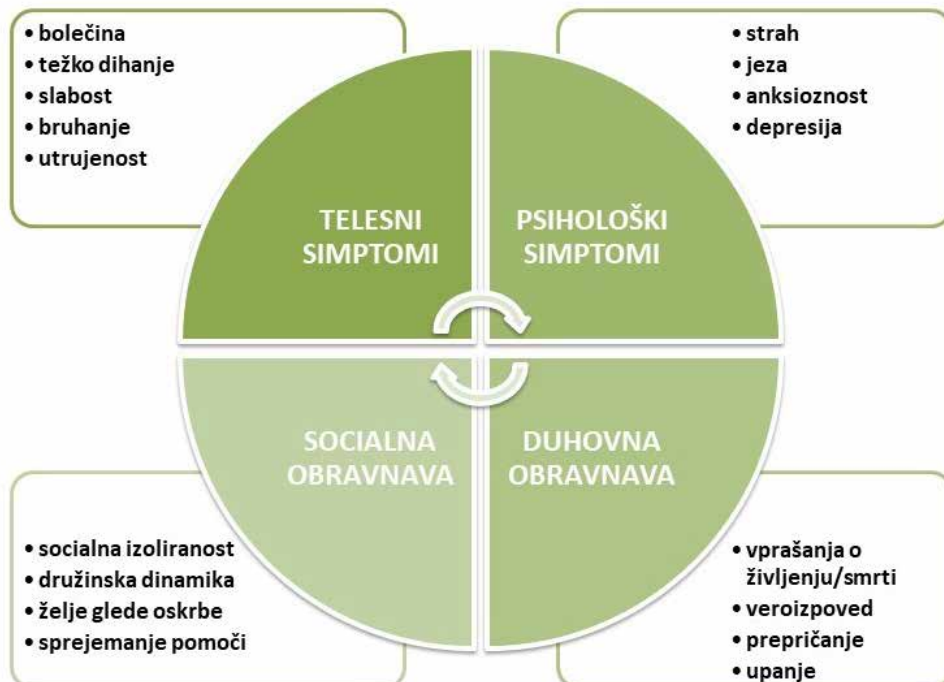 • bolečina
• težko dihanje
• slabost
• bruhanje
• utrujenost
• strah
• jeza
• anksioznost
• depresija
TELESNI
SIMPTOMI
PSIHOLOŠKI
SIMPTOMI
SOCIALNA
OBRAVNAVA
DUHOVNA
OBRAVNAVA
• socialna izoliranost
• družinska dinamika
• želje glede oskrbe
• sprejemanje pomoči
• vprašanja o
življenju/smrti
• veroizpoved
• prepričanje
• upanje